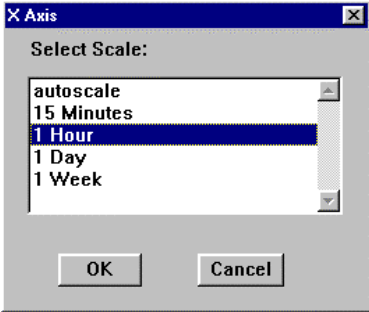 X Axis
Select Scale:
autoscale
15 Minutes
1 Hour
1 Day
1 Week
OK Cancel